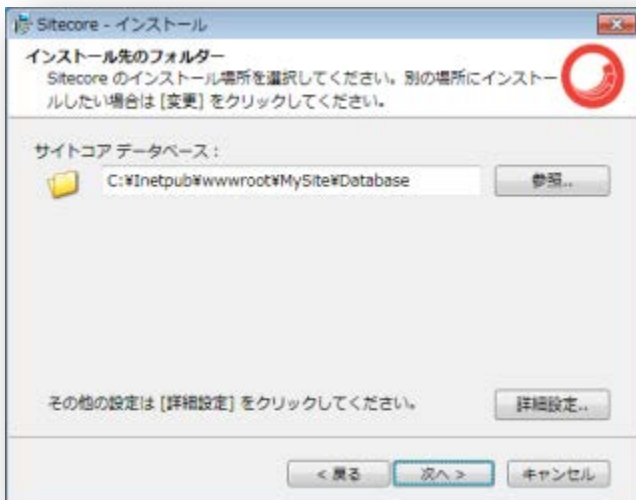 Sitecore - インストール
インストール先のフォルダー
Sitecore のインストール場所を選択してください。別の場所にインストー
ルしたい場合は [変更] をクリックしてください。
サイトコア データベース :
C:¥Inetpub¥wwwroot¥MySite¥Database
参照..
その他の設定は [詳細設定] をクリックしてください。
詳細設定..
< 戻る
次へ >
キャンセル